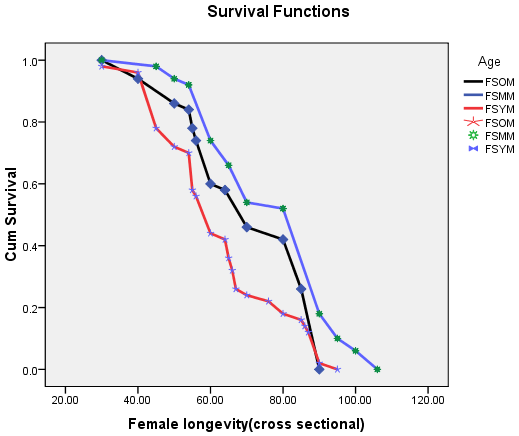 Survival Functions
Age
FSOM
FSMM
FSYM
FSOM
FSMM
FSYM
1.0
0.8
0.6
0.4
0.2
0.0
Cum Survival
20.00 40.00 60.00 80.00 100.00 120.00
Female longevity(cross sectional)